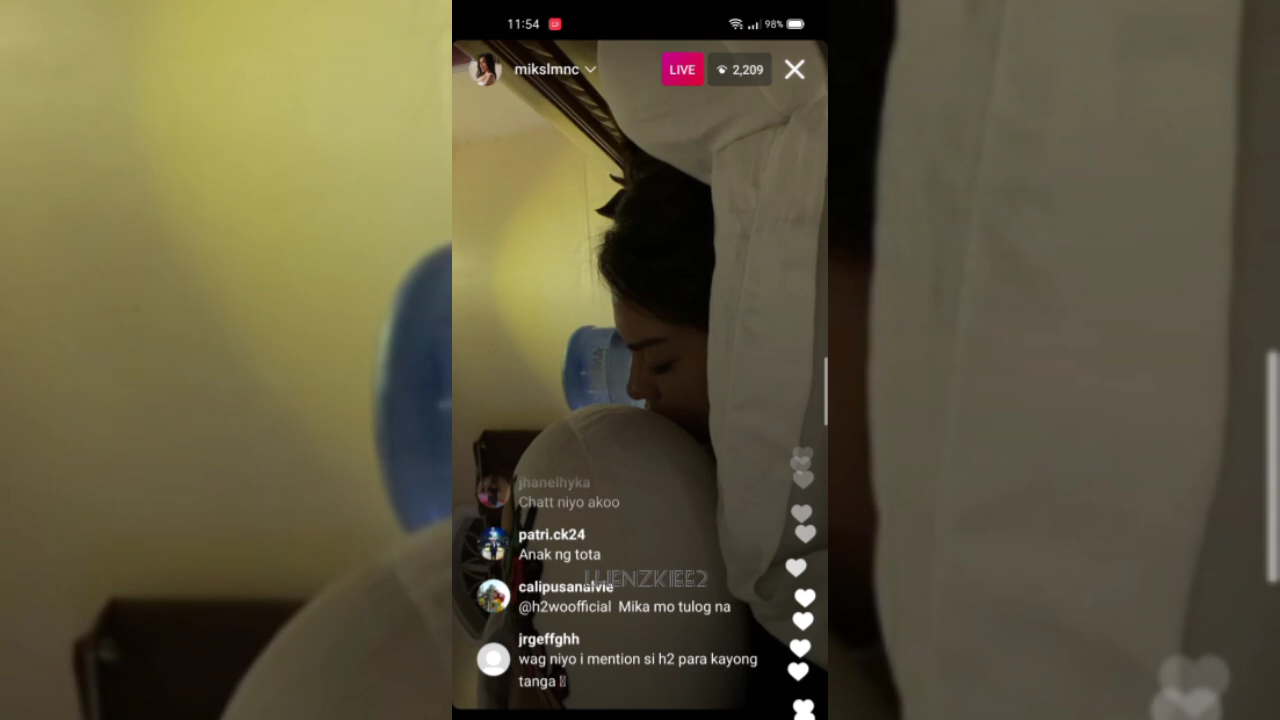 11:54
98%
mikslmnc
LIVE
2,209
jhanelhyka
Chatt niyo akoo
patri.ck24
Anak ng tota
calipusanalvie
@h2woofficial Mika mo tulog na
jrgeffghh
wag niyo i mention si h2 para kayong
tanga